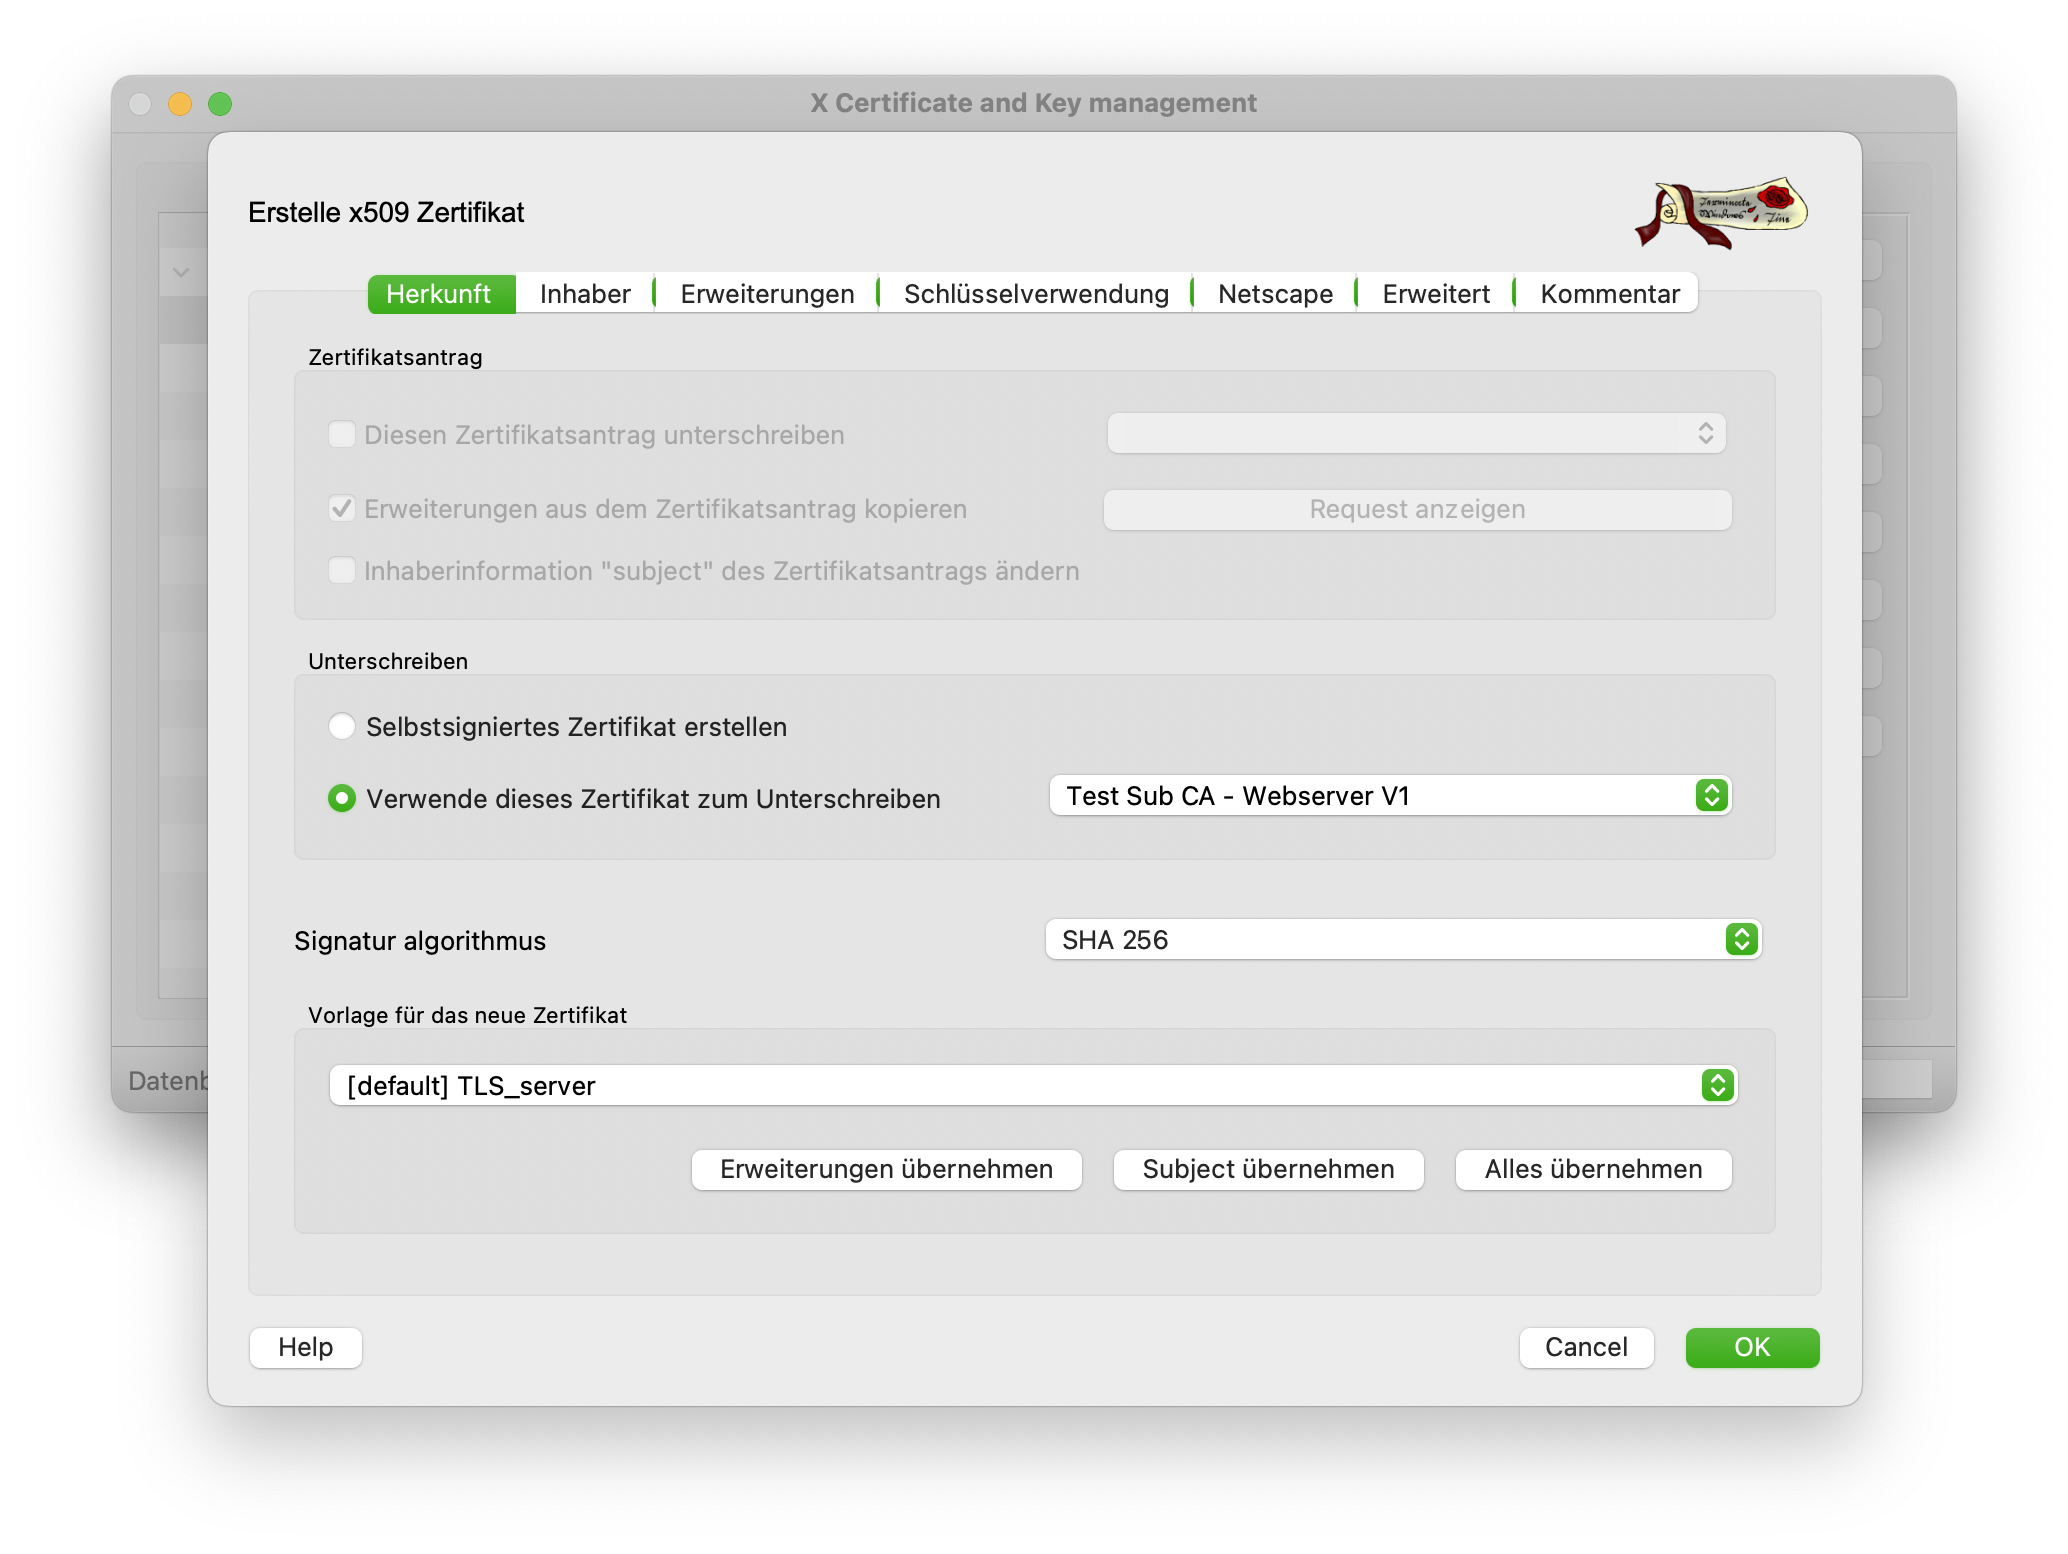 X Certificate and Key management
Erstelle x509 Zertifikat
Herkunft Inhaber Erweiterungen Schlüsselverwendung Netscape Erweitert Kommentar
Zertifikatsantrag
Diesen Zertifikatsantrag unterschreiben
Erweiterungen aus dem Zertifikatsantrag kopieren Request anzeigen
Inhaberinformation "subject" des Zertifikatsantrags ändern
Unterschreiben
Selbstsigniertes Zertifikat erstellen
Verwende dieses Zertifikat zum Unterschreiben Test Sub CA - Webserver V1
Signatur algorithmus SHA 256
Vorlage für das neue Zertifikat
[default] TLS_server
Datenb
Erweiterungen übernehmen Subject übernehmen Alles übernehmen
Help Cancel OK